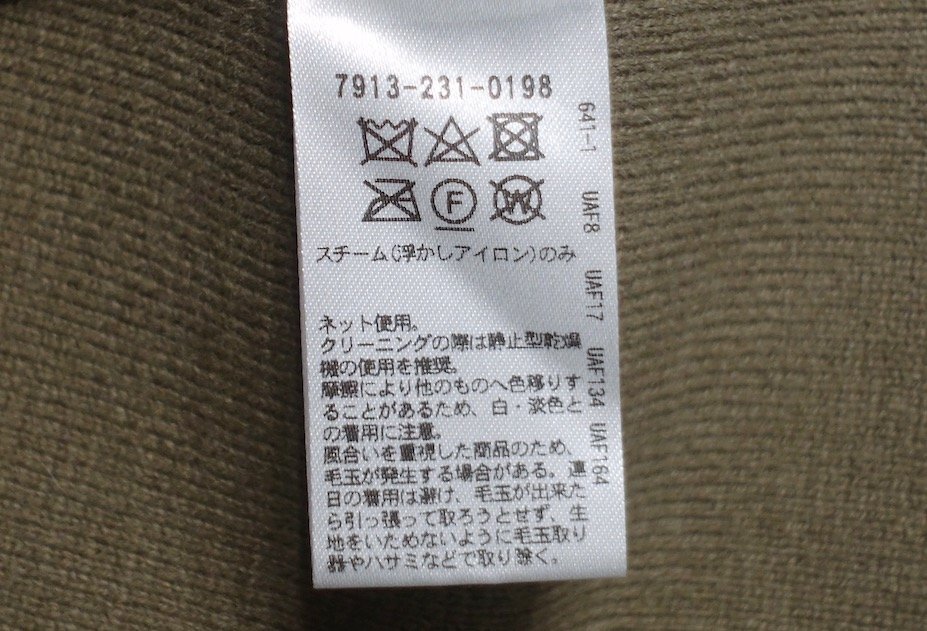 7913-231-0198
F
W
スチーム(浮かしアイロン)のみ
ネット使用。
クリーニングの際は静止型乾燥
機の使用を推奨。
摩擦により他のものへ色移りす
ることがあるため、白・淡色と
の着用に注意。
風合いを重視した商品のため、
毛玉が発生する場合がある。連
日の着用は避け、毛玉が出来た
ら引っ張って取ろうとせず、生
地をいためないように毛玉取り
器やハサミなどで取り除く。
641-1 UAF8 UAF17 UAF134 UAF164